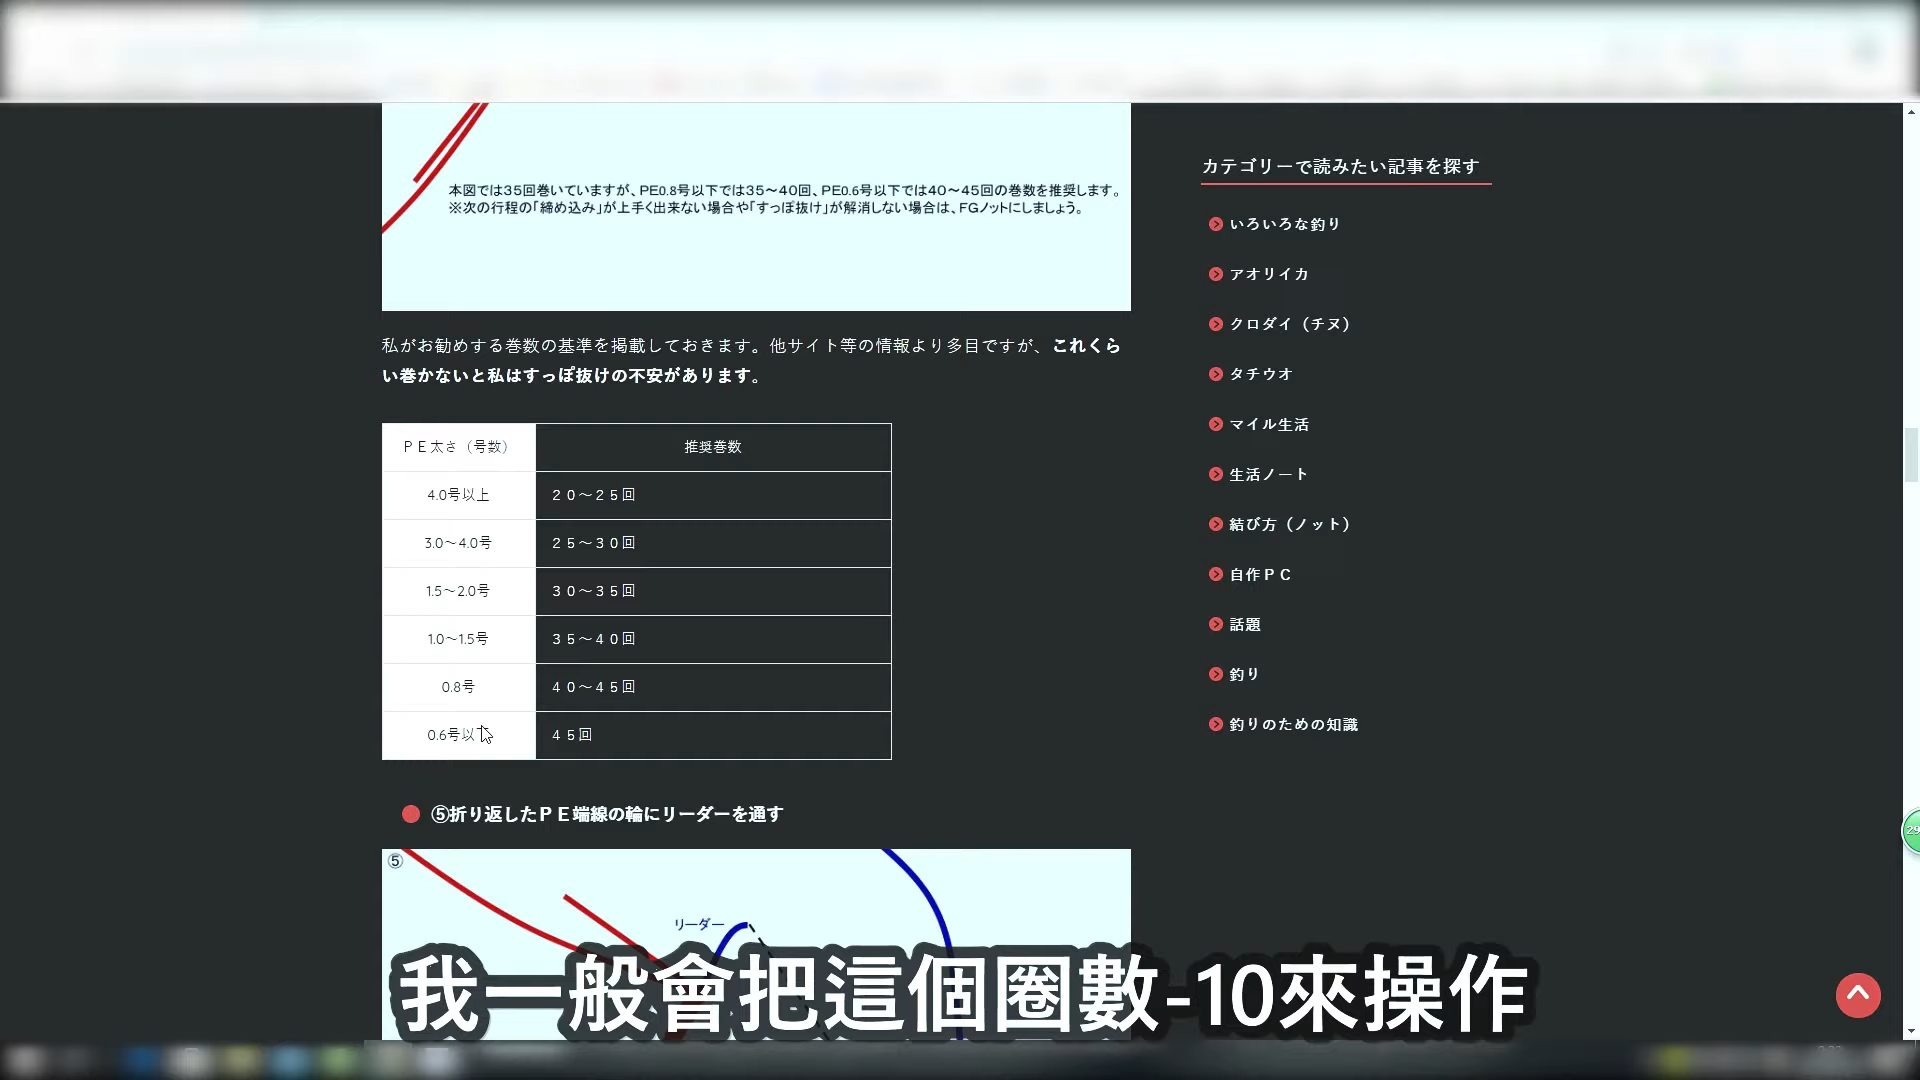 本図では35回巻いていますが、PE0.8号以下では35～40回、PE0.6号以下では40～45回の巻数を推奨します。
※次の行程の「締め込み」が上手く出来ない場合や「すっぽ抜け」が解消しない場合は、FGノットにしましょう。
私がお勧めする巻数の基準を掲載しておきます。他サイト等の情報より多目ですが、これくら
い巻かないと私はすっぽ抜けの不安があります。
ＰＥ太さ（号数） 推奨巻数
4.0号以上 ２０～２５回
3.0～4.0号 ２５～３０回
1.5～2.0号 ３０～３５回
1.0～1.5号 ３５～４０回
0.8号 ４０～４５回
0.6号以下 ４５回
⑤折り返したＰＥ端線の輪にリーダーを通す
⑤
リーダー
カテゴリーで読みたい記事を探す
いろいろな釣り
アオリイカ
クロダイ（チヌ）
タチウオ
マイル生活
生活ノート
結び方（ノット）
自作ＰＣ
話題
釣り
釣りのための知識
29
我一般會把這個圈數-10來操作